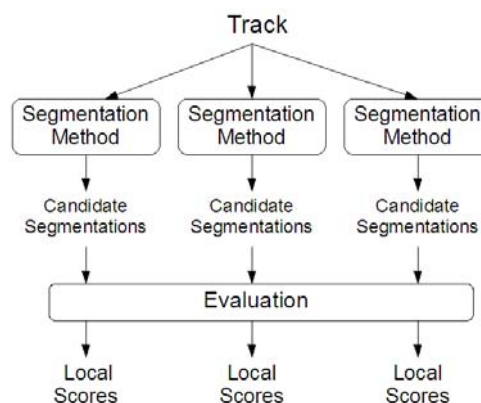 Track
Segmentation Method
Segmentation Method
Segmentation Method
Candidate Segmentations
Candidate Segmentations
Candidate Segmentations
Evaluation
Local Scores
Local Scores
Local Scores